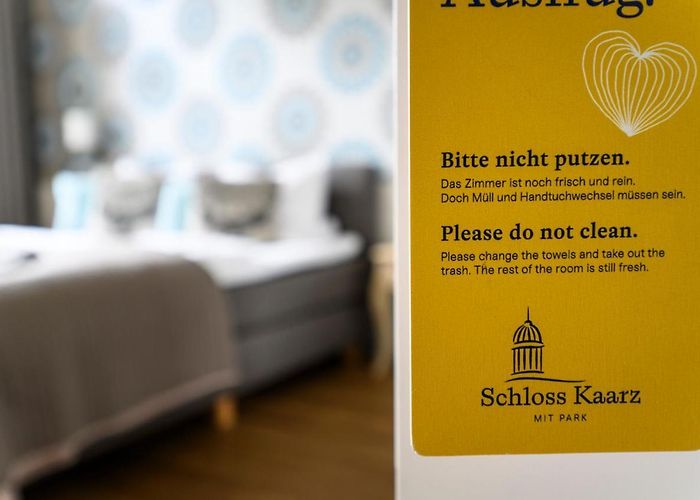 Bitte nicht putzen.
Das Zimmer ist noch frisch und rein.
Doch Müll und Handtuchwechsel müssen sein.
Please do not clean.
Please change the towels and take out the
trash. The rest of the room is still fresh.
Schloss Kaarz
MIT PARK